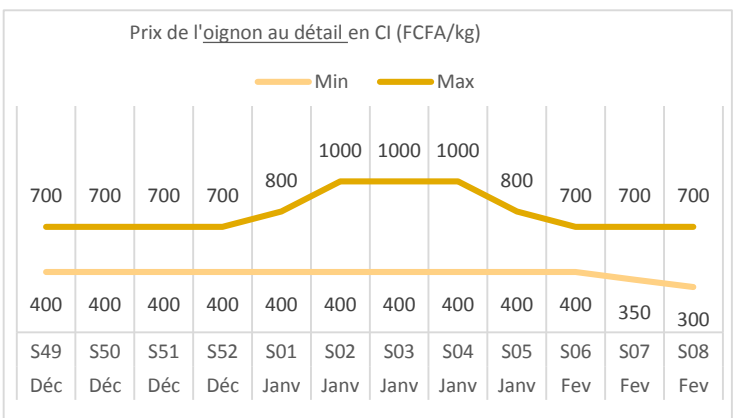 Prix de l'oignon au détail en CI (FCFA/kg)
Min Max
1000 1000 1000
800 800
700 700 700 700 700 700 700
400 400 400 400 400 400 400 400 400 400 350 300
S49 S50 S51 S52 S01 S02 S03 S04 S05 S06 S07 S08
Déc Déc Déc Déc Janv Janv Janv Janv Janv Fev Fev Fev